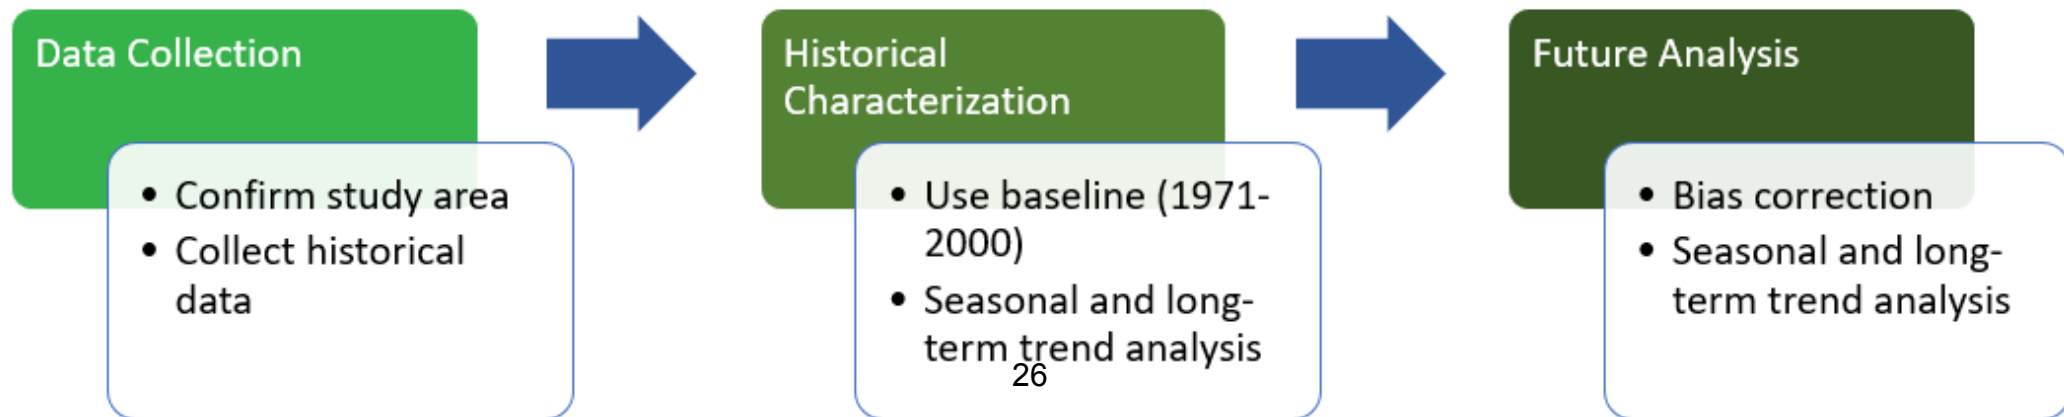 Data Collection
• Confirm study area
• Collect historical
data
Historical
Characterization
• Use baseline (1971-
2000)
• Seasonal and long-
term trend analysis
26
Future Analysis
• Bias correction
• Seasonal and long-
term trend analysis